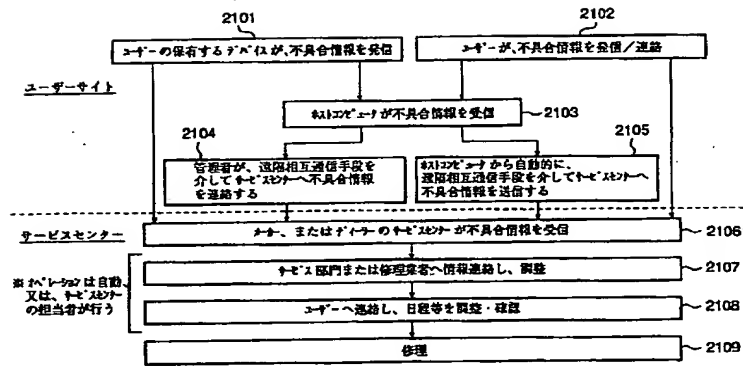 2101
2102
ユーザーの保有するデバイスが、不具合情報を発信
ユーザーが、不具合情報を発信/連絡
ユーザーサイト
ホストコンピュータが不具合情報を受信
2103
2104
2105
管理者が、遠隔相互通信手段を
介してサービスセンターへ不具合情報
を連絡する
ホストコンピュータから自動的に、
遠隔相互通信手段を介してサービスセンターへ
不具合情報を送信する
サービスセンター
メーカー、またはディーラーのサービスセンターが不具合情報を受信
2106
サービス部門または修理業者へ情報連絡し、調整
2107
※オペレーションは自動、
又は、サービスセンター
の担当者が行う
ユーザーへ連絡し、日程等を調整・確認
2108
修理
2109